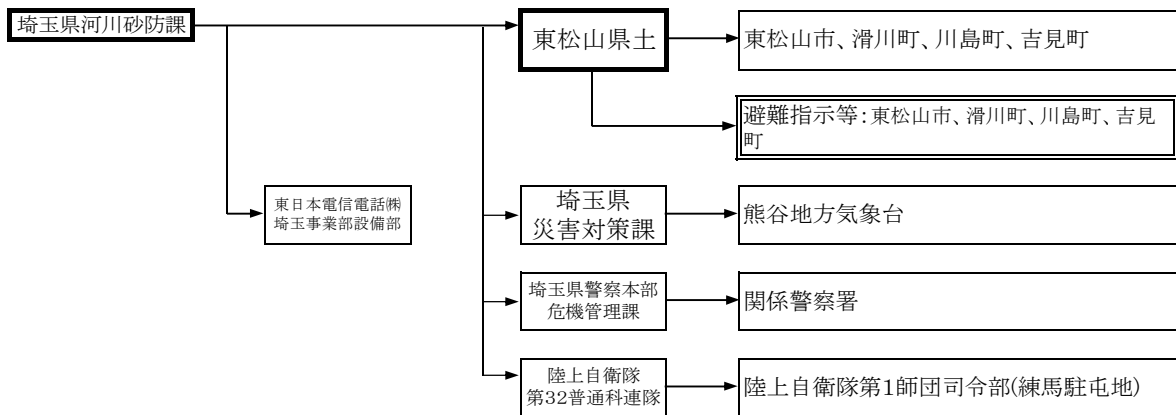 埼玉県河川砂防課
東松山県土
東松山市、滑川町、川島町、吉見町
避難指示等:東松山市、滑川町、川島町、吉見
町
東日本電信電話㈱
埼玉事業部設備部
埼玉県
災害対策課
熊谷地方気象台
埼玉県警察本部
危機管理課
関係警察署
陸上自衛隊
第32普通科連隊
陸上自衛隊第1師団司令部(練馬駐屯地)